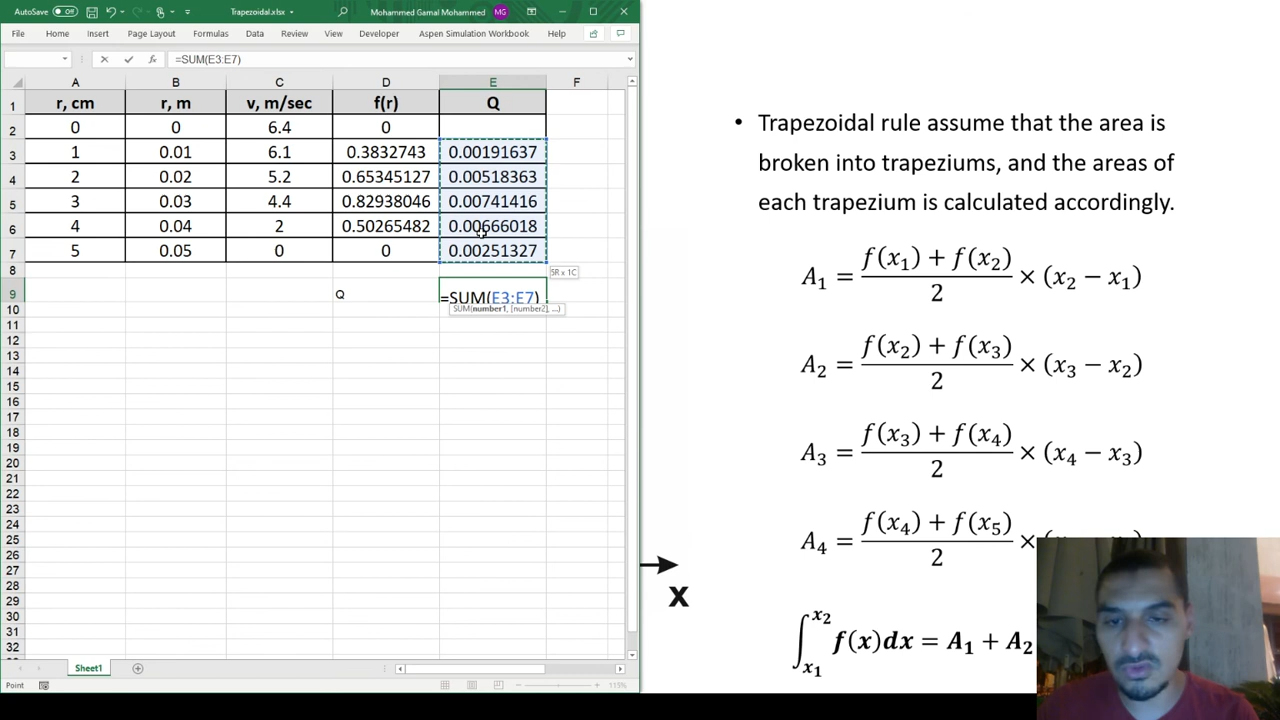 AutoSave Off Trapezoidal.xlsx Mohammed Gamal Mohammed MG
File Home Insert Page Layout Formulas Data Review View Developer Aspen Simulation Workbook Help
fx =SUM(E3:E7)
A B C D E F
1 r, cm r, m v, m/sec f(r) Q
2 0 0 6.4 0
3 1 0.01 6.1 0.3832743 0.00191637
4 2 0.02 5.2 0.65345127 0.00518363
5 3 0.03 4.4 0.82938046 0.00741416
6 4 0.04 2 0.50265482 0.00666018
7 5 0.05 0 0 0.00251327
8 5R x 1C
9 Q =SUM(E3:E7)
10 SUM(number1, [number2], ...)
11
12
13
14
15
16
17
18
19
20
21
22
23
24
25
26
27
28
29
30
31
32
Sheet1
Point 115%
x
• Trapezoidal rule assume that the area is
broken into trapeziums, and the areas of
each trapezium is calculated accordingly.
A₁ = f(x₁) + f(x₂) / 2 × (x₂ − x₁)
A₂ = f(x₂) + f(x₃) / 2 × (x₃ − x₂)
A₃ = f(x₃) + f(x₄) / 2 × (x₄ − x₃)
A₄ = f(x₄) + f(x₅) / 2 ×
∫x₁x₂ f(x)dx = A₁ + A₂